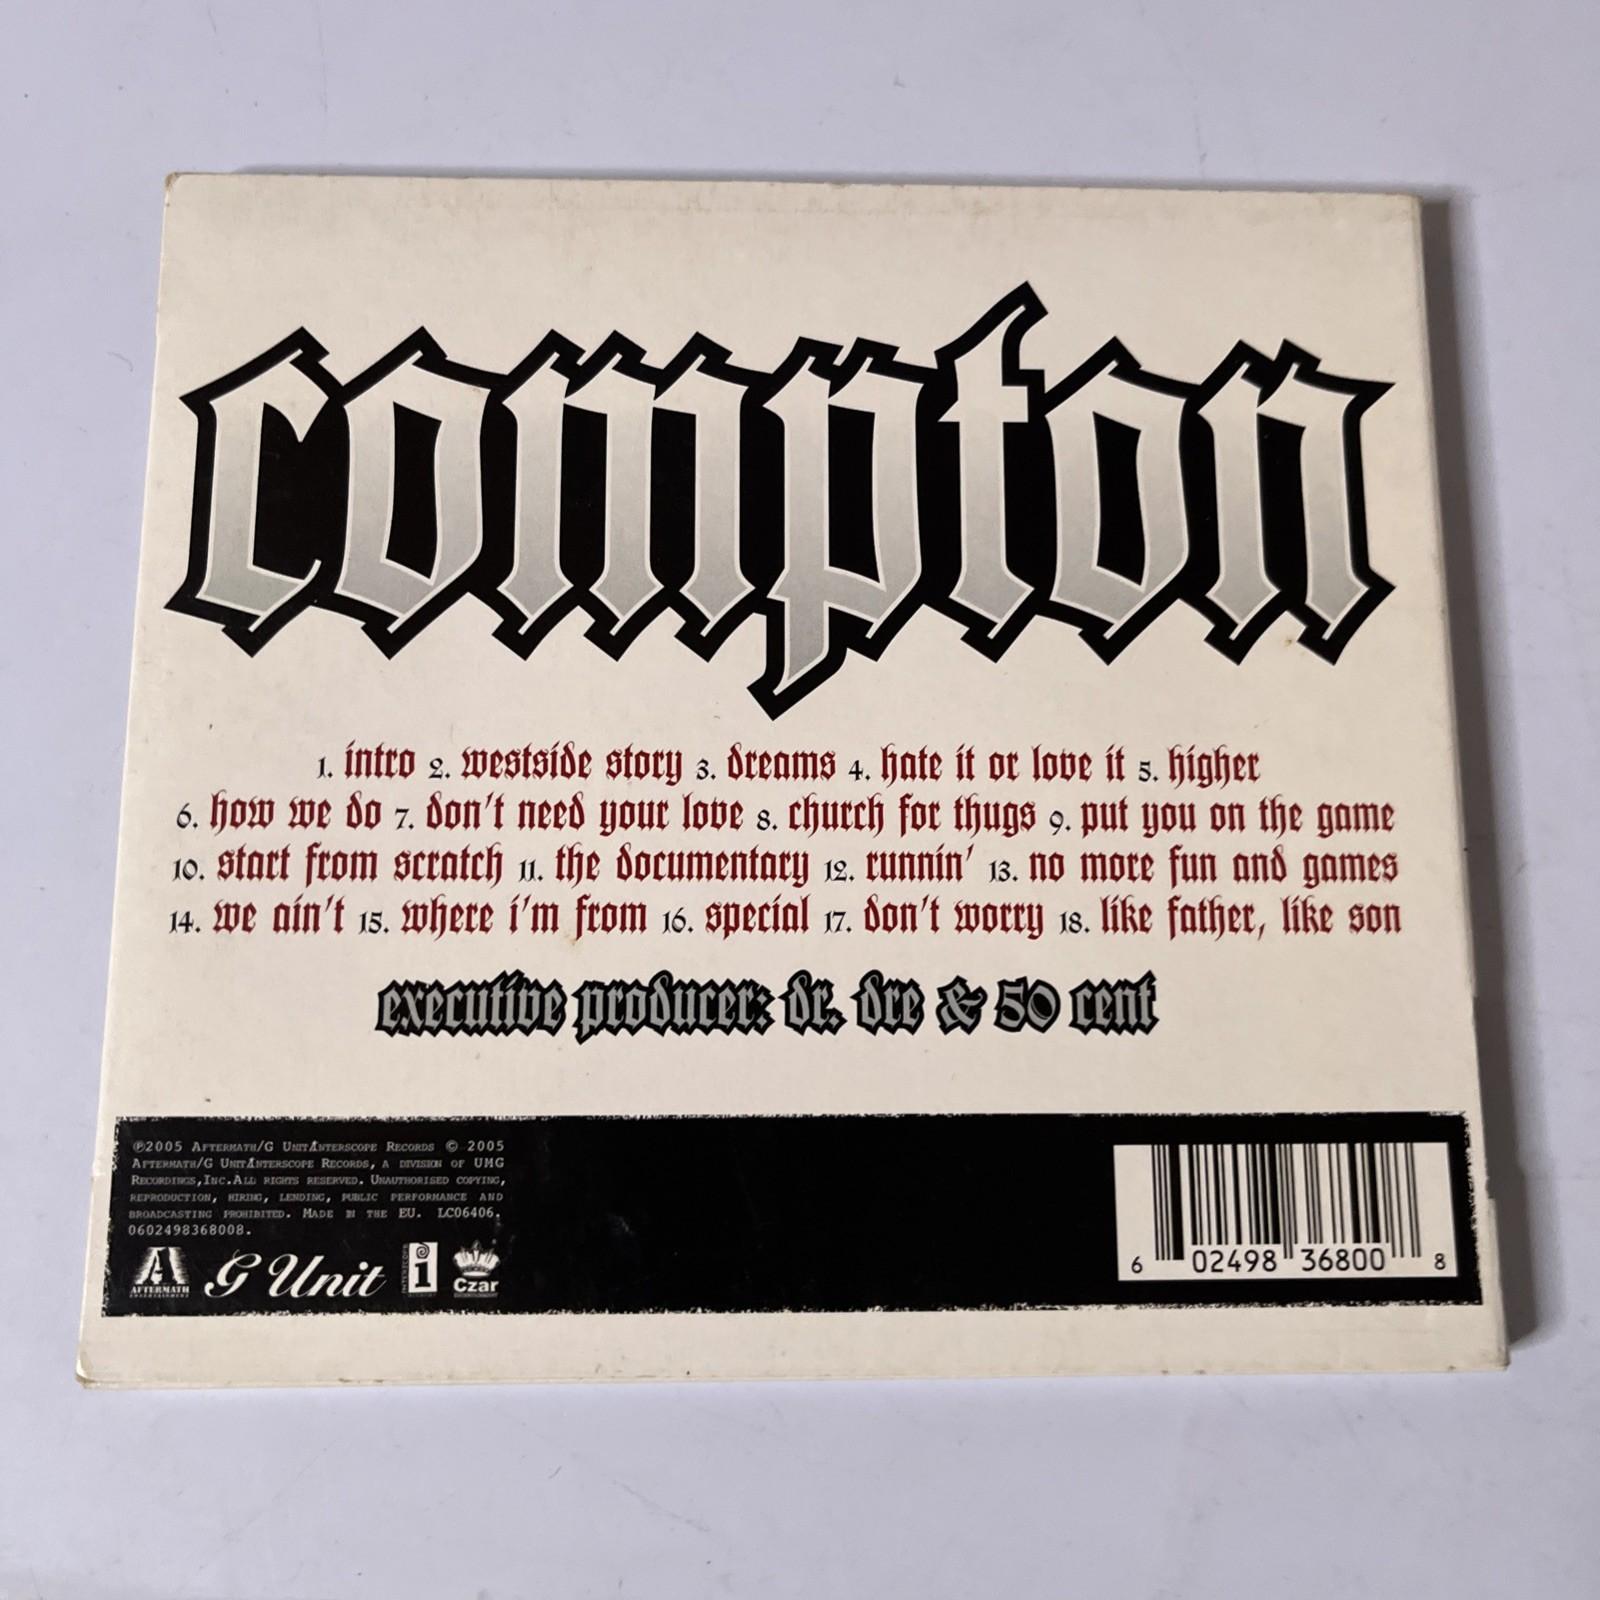 compton
1. intro 2. westside story 3. dreams 4. hate it or love it 5. higher
6. how we do 7. don't need your love 8. church for thugs 9. put you on the game
10. start from scratch 11. the documentary 12. runnin' 13. no more fun and games
14. we ain't 15. where i'm from 16. special 17. don't worry 18. like father, like son
executive producer: dr. dre & 50 cent
℗2005 Aftermath/G Unit/Interscope Records © 2005
Aftermath/G Unit/Interscope Records, a division of UMG
Recordings,Inc.All rights reserved. Unauthorised copying,
reproduction, hiring, lending, public performance and
broadcasting prohibited. Made in the EU. LC06406.
0602498368008.
AFTERMATH
ENTERTAINMENT
G Unit
INTERSCOPE
i
Czar
6 02498 36800 8